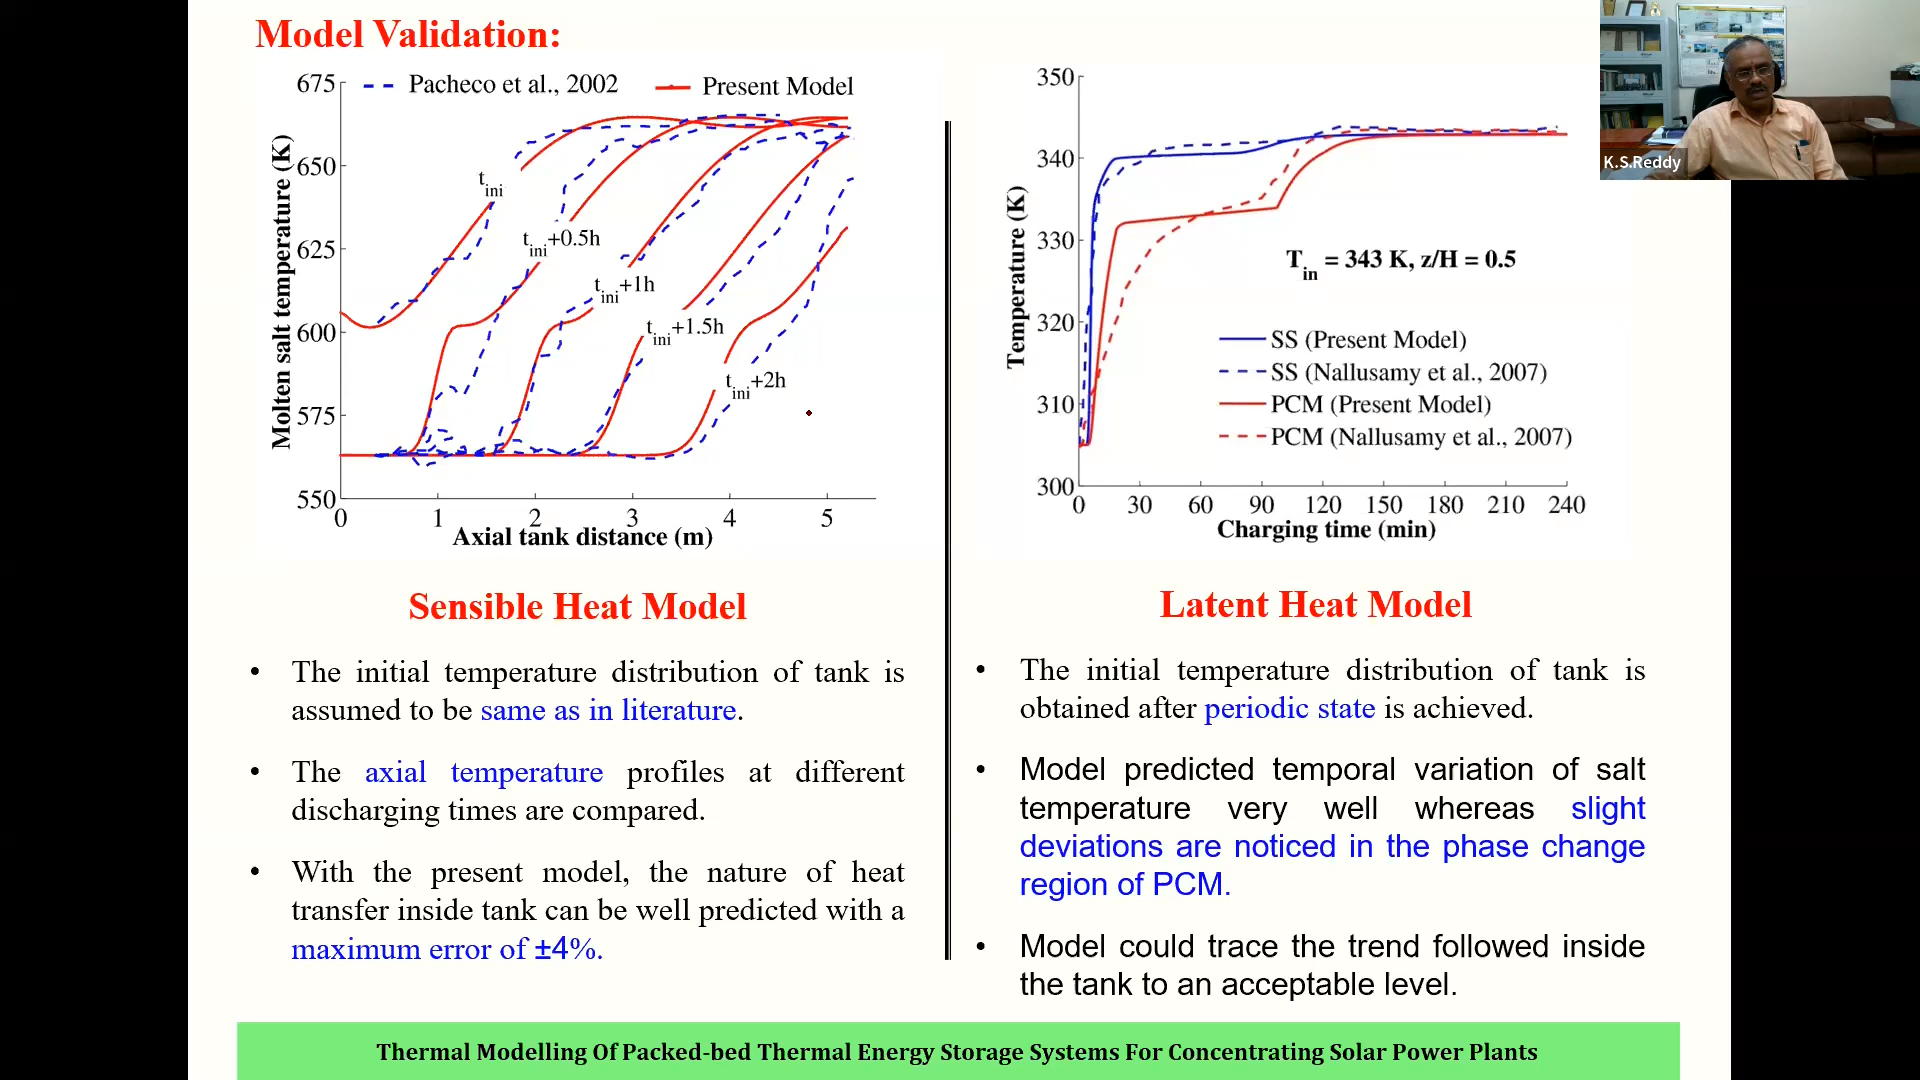 Model Validation:
Pacheco et al., 2002
Present Model
675
650
625
600
575
550
Molten salt temperature (K)
t_ini
t_ini+0.5h
t_ini+1h
t_ini+1.5h
t_ini+2h
0 1 2 3 4 5
Axial tank distance (m)
350
340
330
320
310
300
Temperature (K)
T_in = 343 K, z/H = 0.5
SS (Present Model)
SS (Nallusamy et al., 2007)
PCM (Present Model)
PCM (Nallusamy et al., 2007)
0 30 60 90 120 150 180 210 240
Charging time (min)
K.S.Reddy
Sensible Heat Model
• The initial temperature distribution of tank is
assumed to be same as in literature.
• The axial temperature profiles at different
discharging times are compared.
• With the present model, the nature of heat
transfer inside tank can be well predicted with a
maximum error of ±4%.
Latent Heat Model
• The initial temperature distribution of tank is
obtained after periodic state is achieved.
• Model predicted temporal variation of salt
temperature very well whereas slight
deviations are noticed in the phase change
region of PCM.
• Model could trace the trend followed inside
the tank to an acceptable level.
Thermal Modelling Of Packed-bed Thermal Energy Storage Systems For Concentrating Solar Power Plants